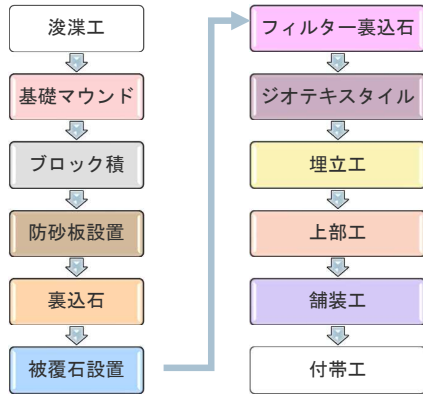 浚渫工
基礎マウンド
ブロック積
防砂板設置
裏込石
被覆石設置
フィルター裏込石
ジオテキスタイル
埋立工
上部工
舗装工
付帯工